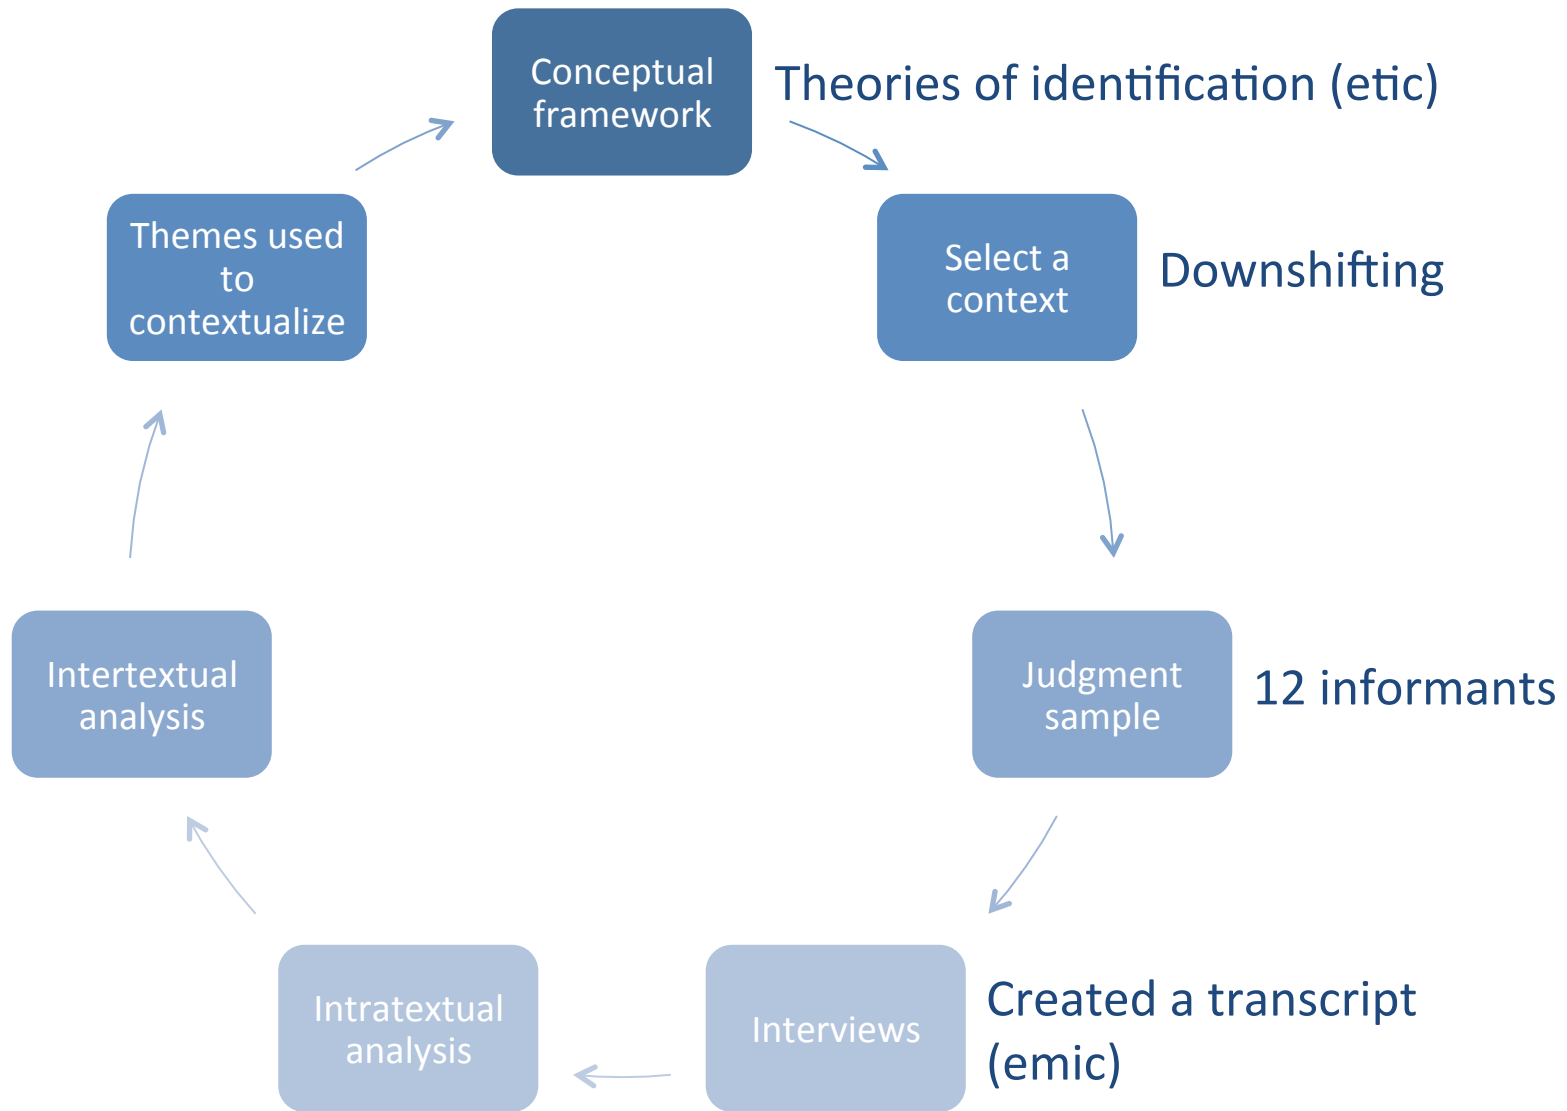 Conceptual
framework
Theories of identification (etic)
Select a
context
Downshifting
Judgment
sample
12 informants
Interviews
Created a transcript
(emic)
Intratextual
analysis
Intertextual
analysis
Themes used
to
contextualize